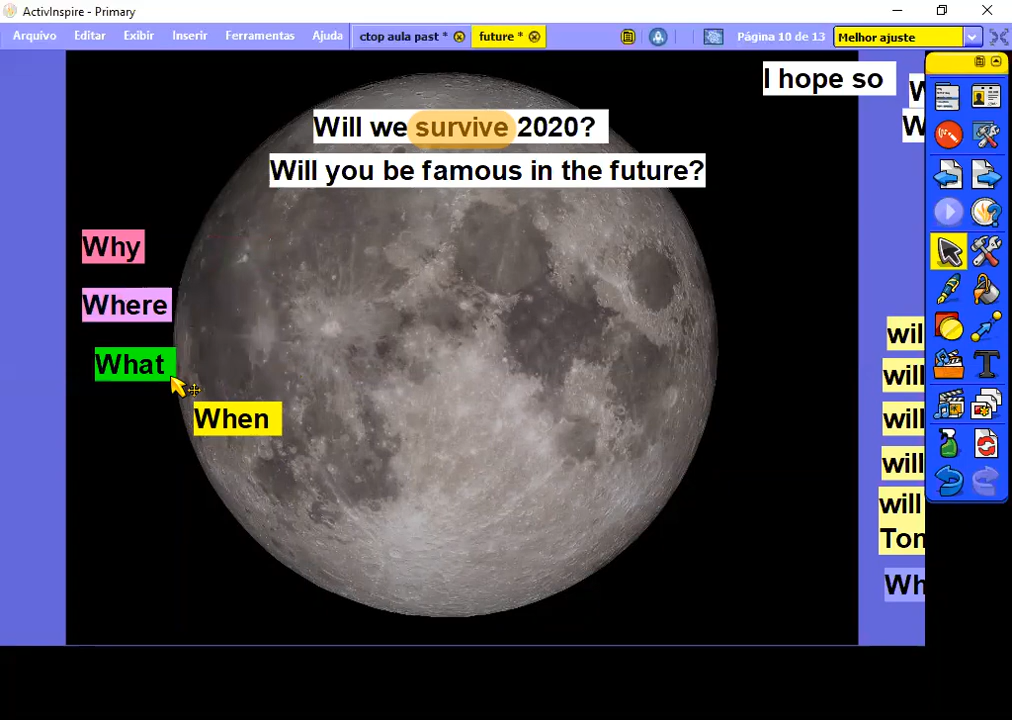 ActivInspire - Primary
Arquivo Editar Exibir Inserir Ferramentas Ajuda ctop aula past * future * Página 10 de 13 Melhor ajuste
I hope so
Will we survive 2020?
Will you be famous in the future?
Why
Where
What
When
will
will
will
will
will
Tom
Wh